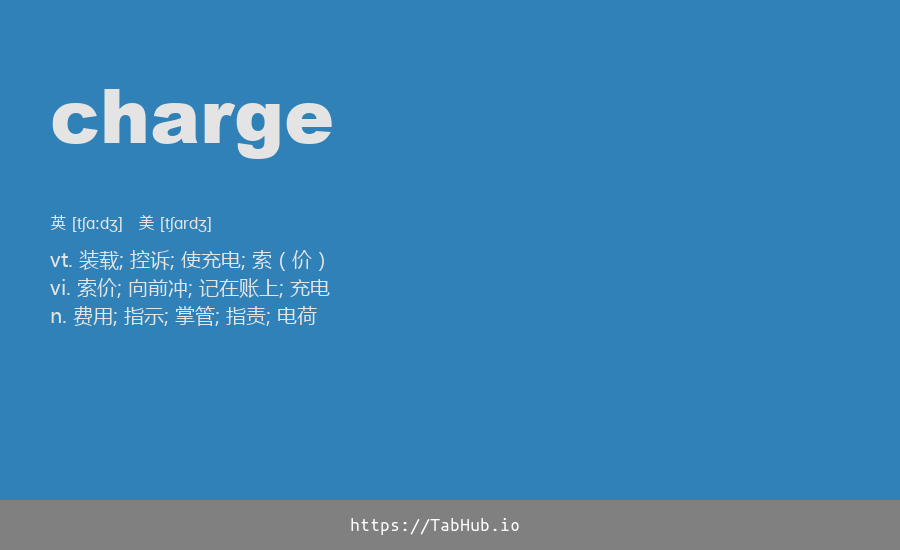 charge
英 [tʃɑːdʒ] 美 [tʃɑrdʒ]
vt. 装载; 控诉; 使充电; 索（价）
vi. 索价; 向前冲; 记在账上; 充电
n. 费用; 指示; 掌管; 指责; 电荷
https://TabHub.io